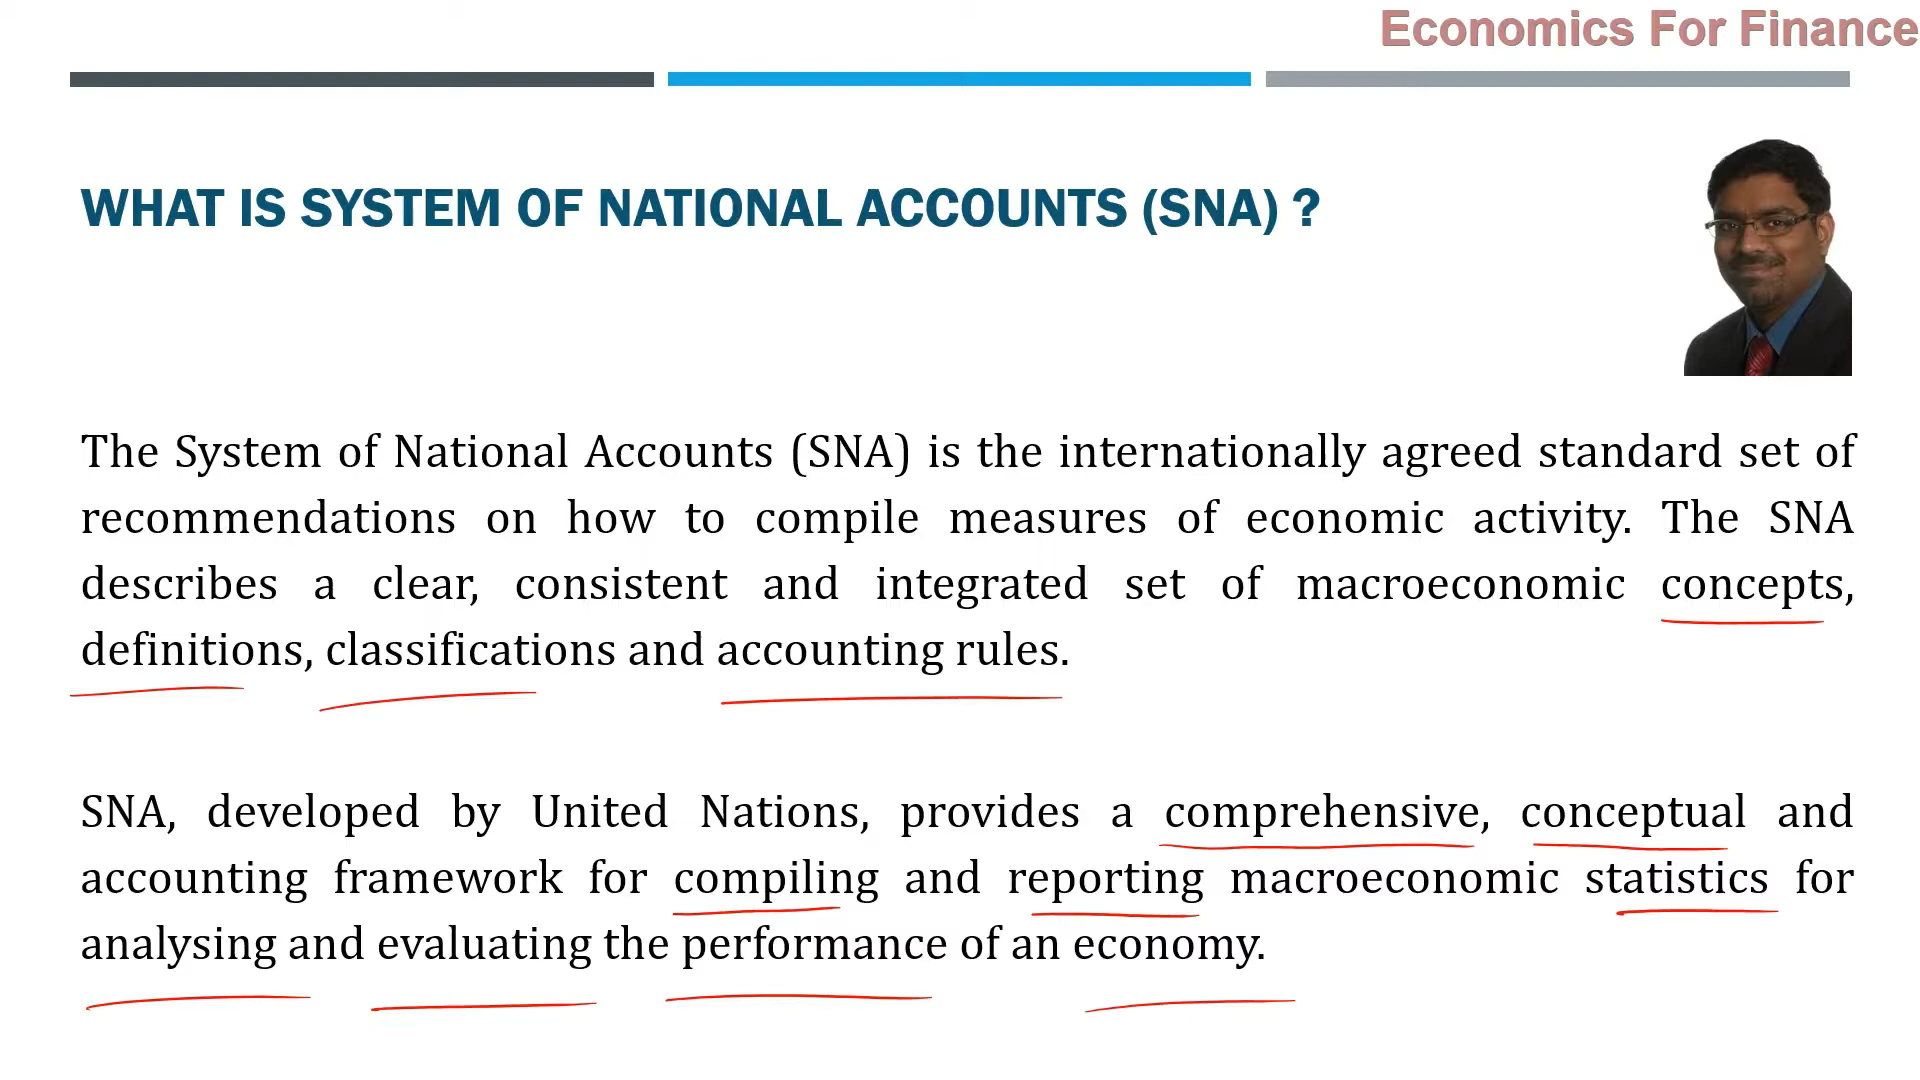 Economics For Finance
WHAT IS SYSTEM OF NATIONAL ACCOUNTS (SNA) ?
The System of National Accounts (SNA) is the internationally agreed standard set of
recommendations on how to compile measures of economic activity. The SNA
describes a clear, consistent and integrated set of macroeconomic concepts,
definitions, classifications and accounting rules.
SNA, developed by United Nations, provides a comprehensive, conceptual and
accounting framework for compiling and reporting macroeconomic statistics for
analysing and evaluating the performance of an economy.